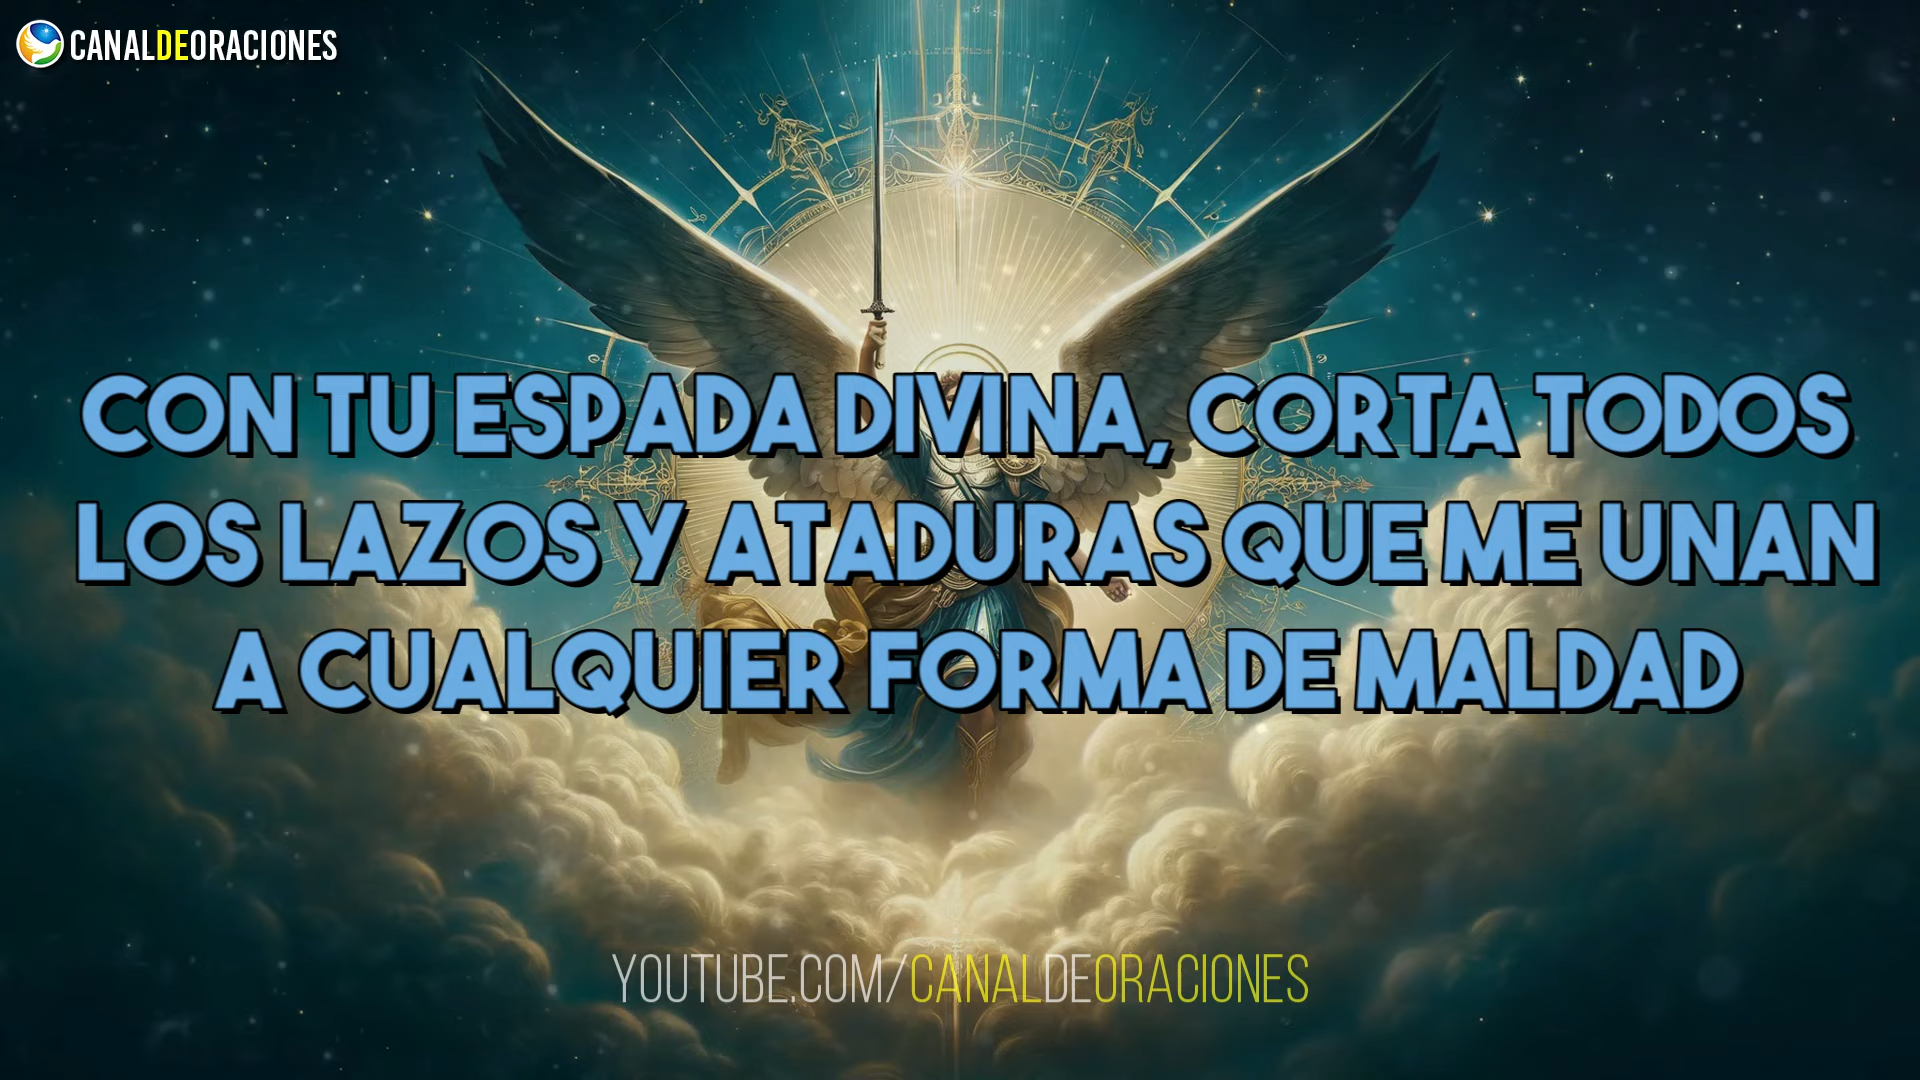 CANALDEORACIONES
CON TU ESPADA DIVINA, CORTA TODOS
LOS LAZOS Y ATADURAS QUE ME UNAN
A CUALQUIER FORMA DE MALDAD
YOUTUBE.COM/CANALDEORACIONES